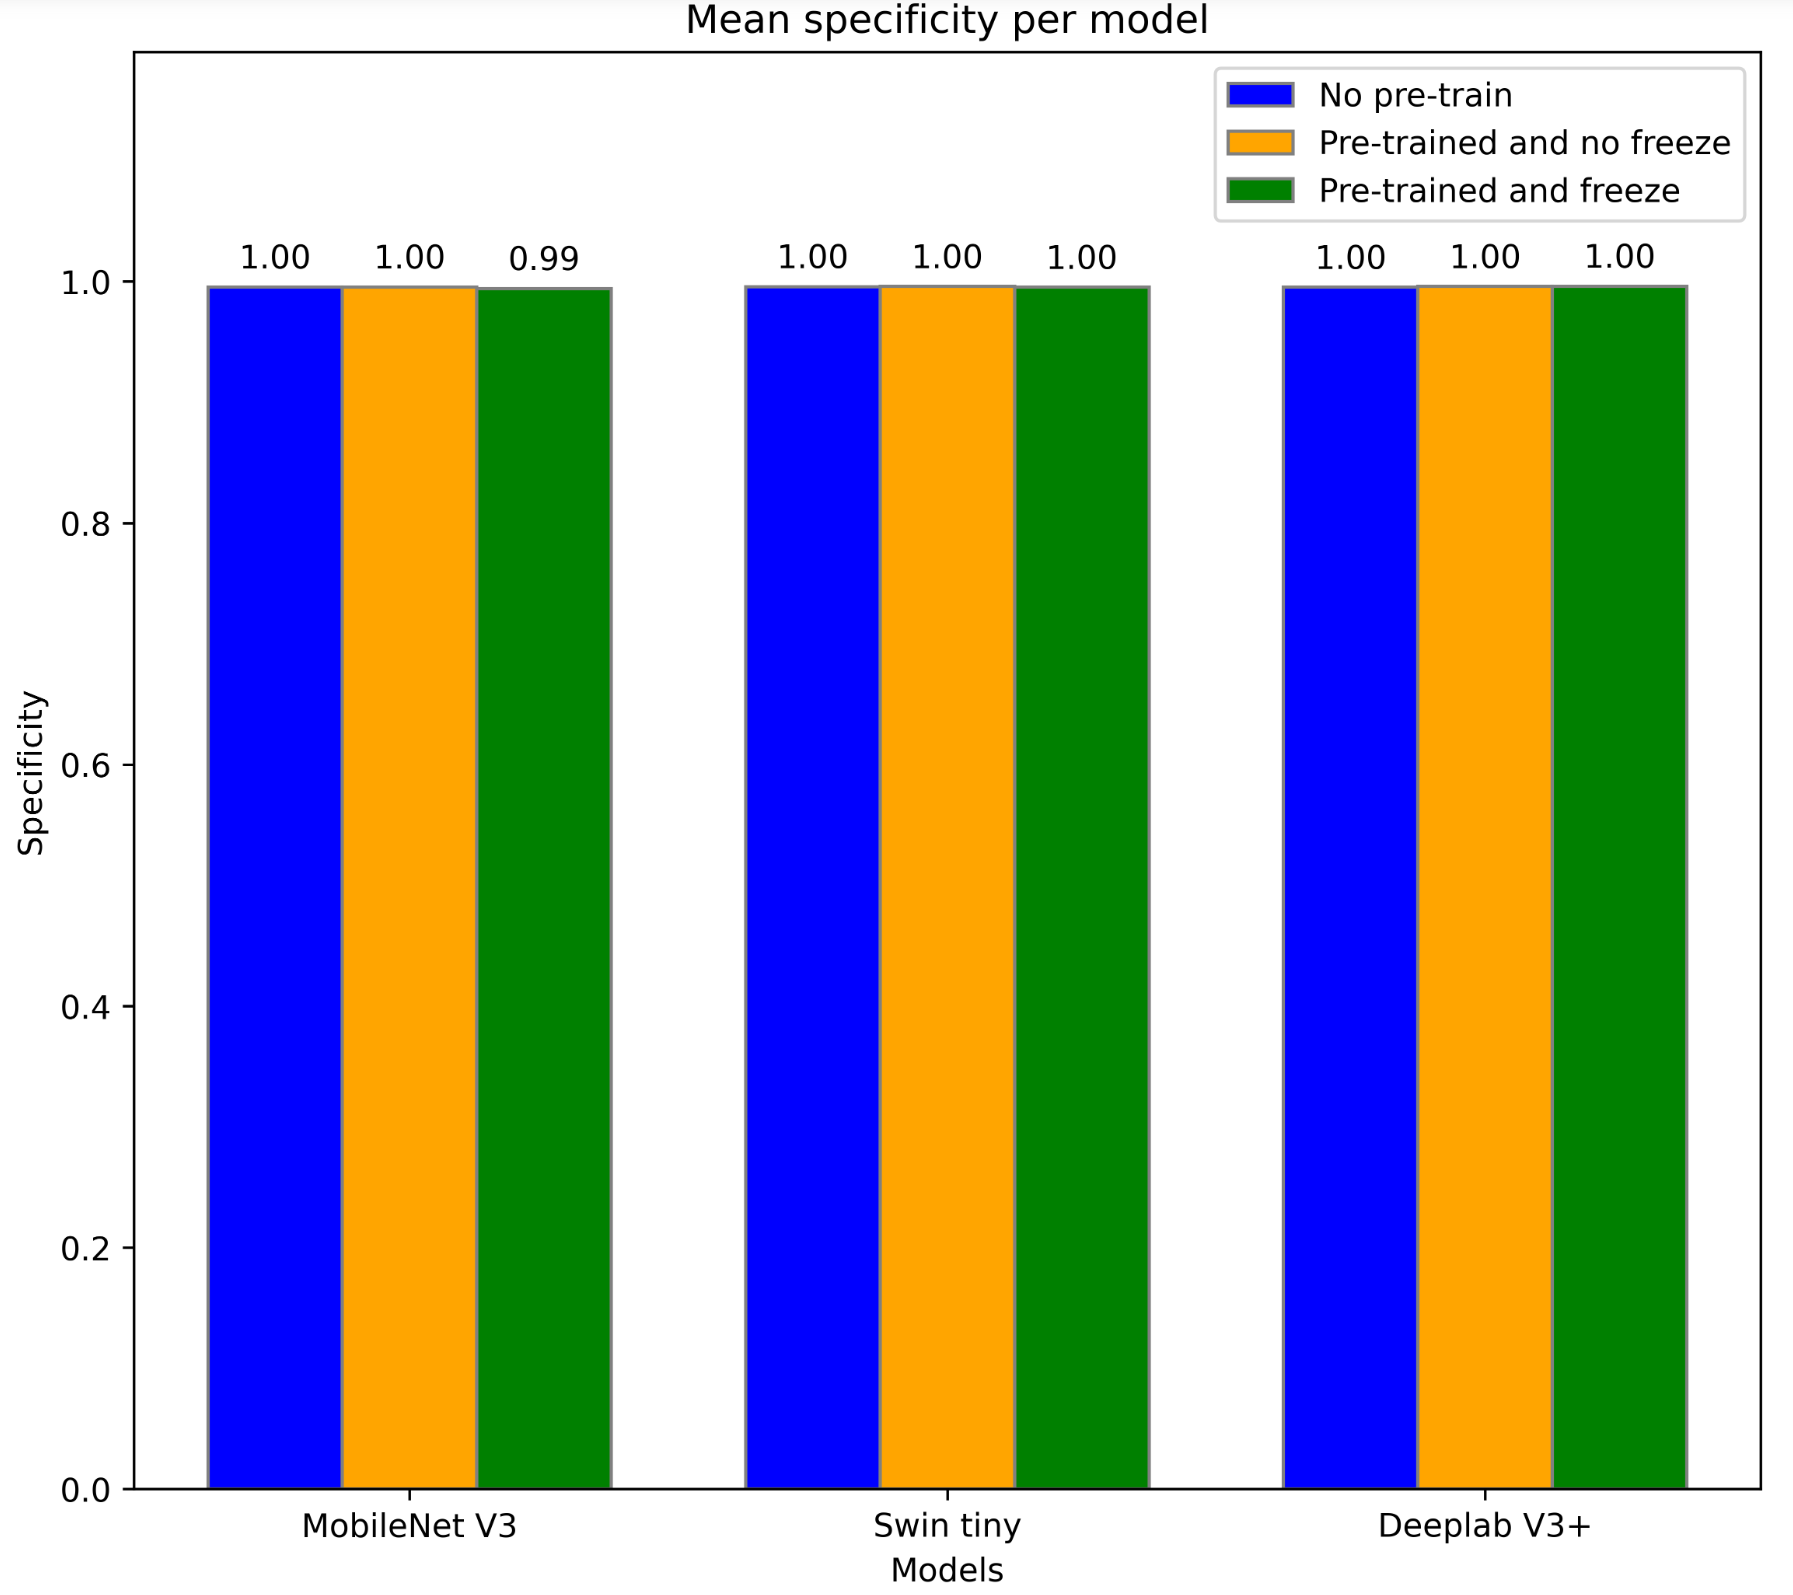 Mean specificity per model
No pre-train
Pre-trained and no freeze
Pre-trained and freeze
1.00 1.00 0.99 1.00 1.00 1.00 1.00 1.00 1.00
1.0
0.8
0.6
0.4
0.2
0.0
Specificity
MobileNet V3 Swin tiny Deeplab V3+
Models